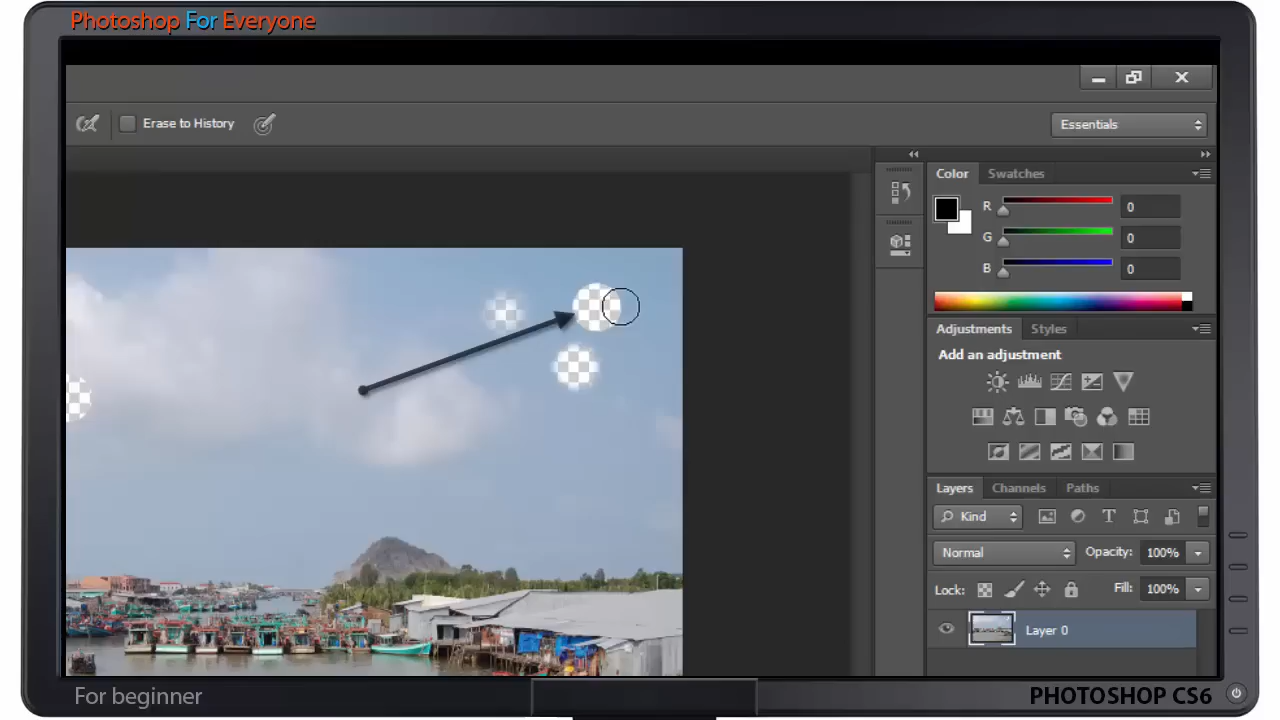 Photoshop For Everyone
Erase to History
Essentials
Color
Swatches
R
0
G
0
B
0
Adjustments
Styles
Add an adjustment
Layers
Channels
Paths
Kind
T
Normal
Opacity: 100%
Lock:
Fill: 100%
Layer 0
For beginner
PHOTOSHOP CS6